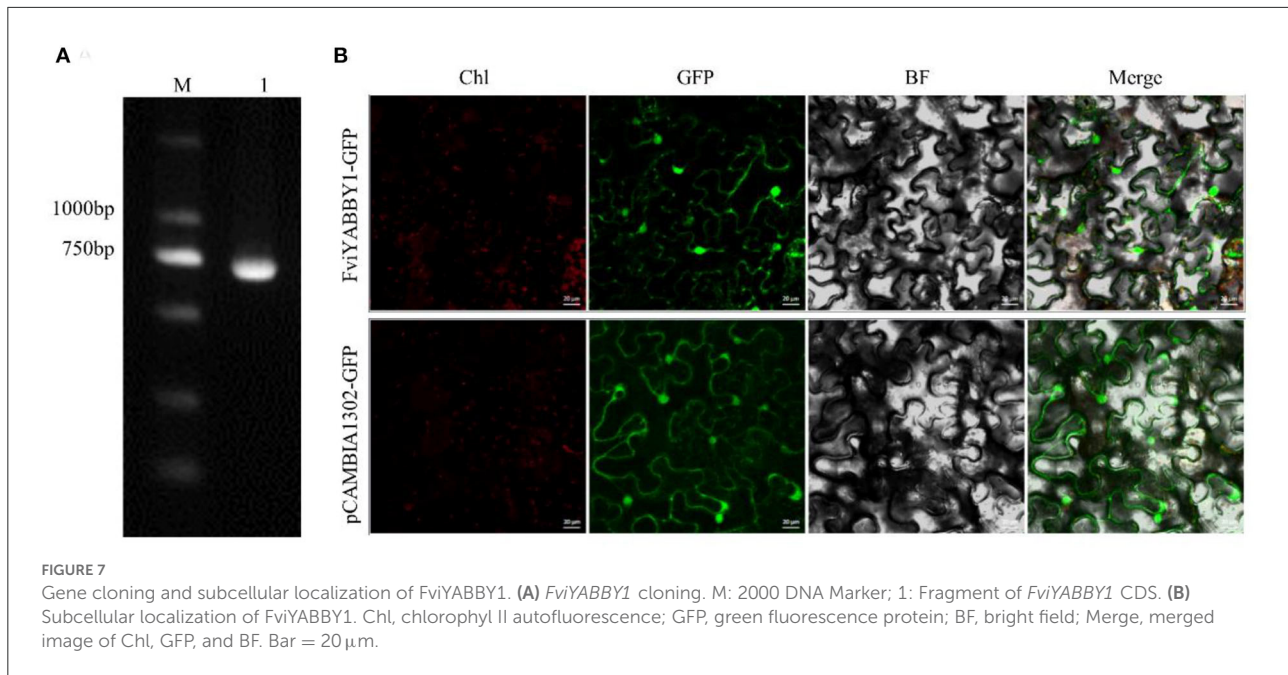 A
M 1
1000bp
750bp
B
Chl GFP BF Merge
FviYABBY1-GFP
20 μm 20 μm 20 μm 20 μm
pCAMBIA1302-GFP
20 μm 20 μm 20 μm
FIGURE 7
Gene cloning and subcellular localization of FviYABBY1. (A) FviYABBY1 cloning. M: 2000 DNA Marker; 1: Fragment of FviYABBY1 CDS. (B)
Subcellular localization of FviYABBY1. Chl, chlorophyll II autofluorescence; GFP, green fluorescence protein; BF, bright field; Merge, merged
image of Chl, GFP, and BF. Bar = 20 μm.